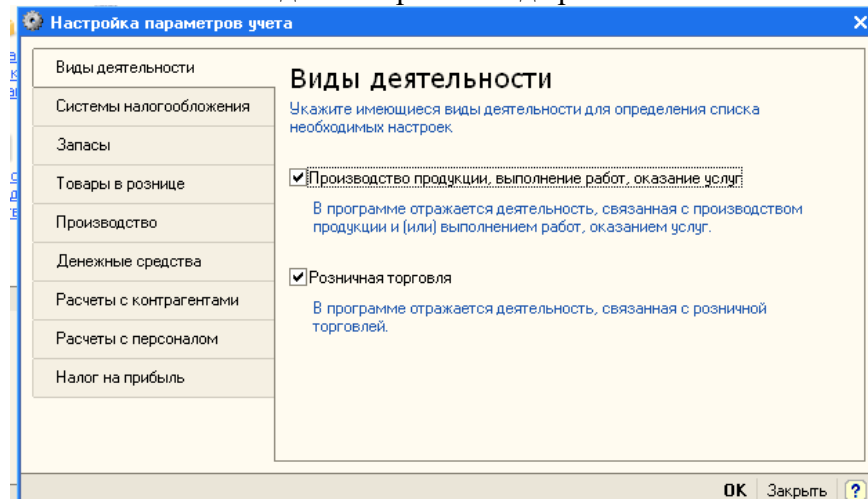 Настройка параметров учета
Виды деятельности
Системы налогообложения
Запасы
Товары в рознице
Производство
Денежные средства
Расчеты с контрагентами
Расчеты с персоналом
Налог на прибыль
Виды деятельности
Укажите имеющиеся виды деятельности для определения списка
необходимых настроек
Производство продукции, выполнение работ, оказание услуг
В программе отражается деятельность, связанная с производством
продукции и (или) выполнением работ, оказанием услуг.
Розничная торговля
В программе отражается деятельность, связанная с розничной
торговлей.
OK Закрыть ?